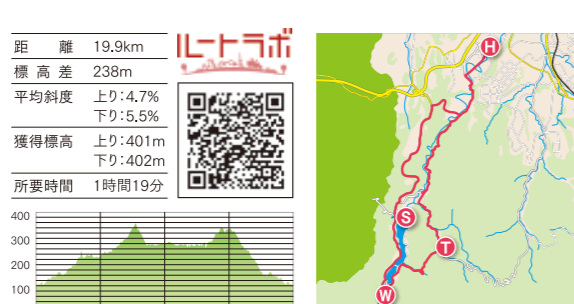 距離 19.9km
ルートラボ
標高差 238m
平均斜度 上り:4.7%
下り:5.5%
獲得標高 上り:401m
下り:402m
所要時間 1時間19分
400
300
200
100
H
S
T
W